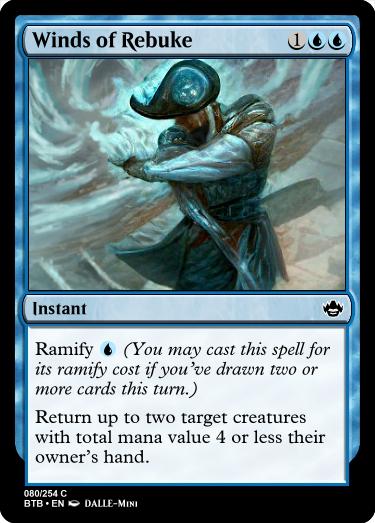 Winds of Rebuke 1
Instant
Ramify (You may cast this spell for
its ramify cost if you've drawn two or
more cards this turn.)
Return up to two target creatures
with total mana value 4 or less their
owner's hand.
080/254 C
BTB • EN DALLE-Mini